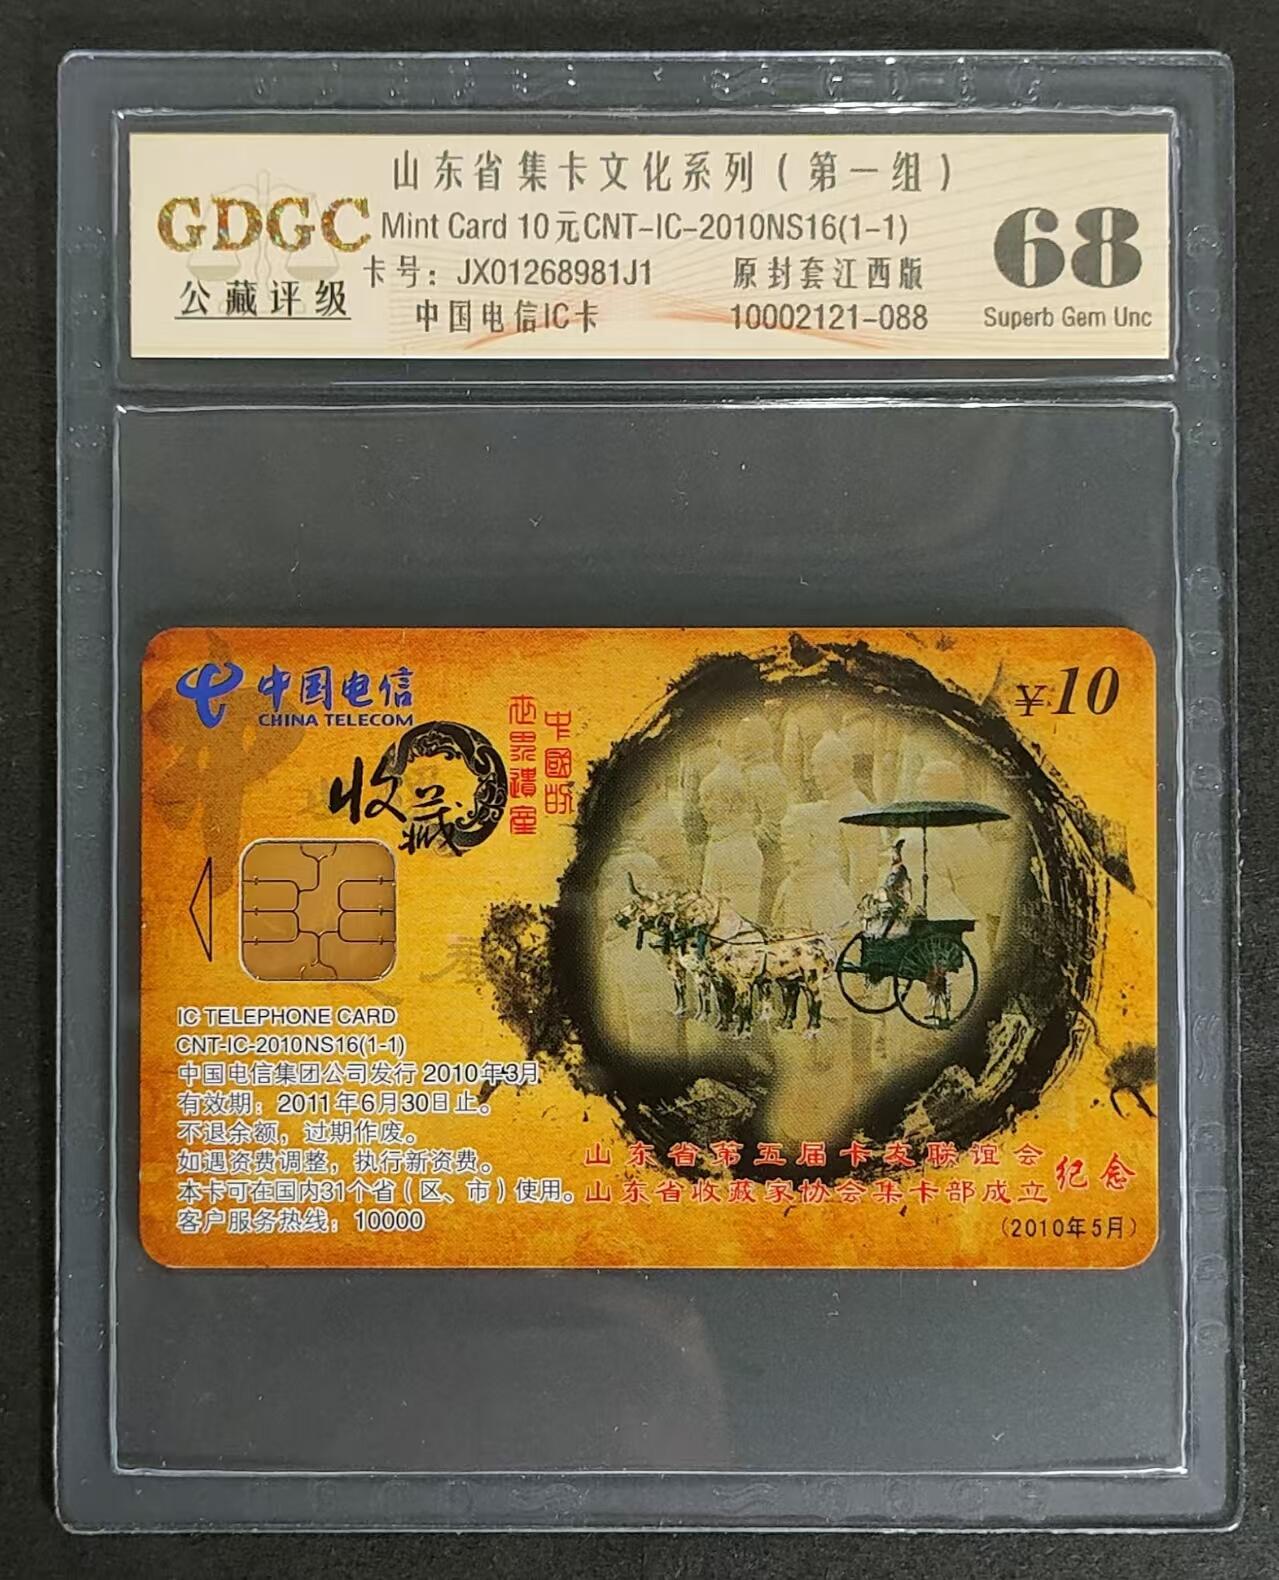 山东省集卡文化系列（第一组）
GDGC
公藏评级
Mint Card 10元CNT-IC-2010NS16(1-1)
卡号：JX01268981J1 原封套江西版
中国电信IC卡 10002121-088
68
Superb Gem Unc
中国电信
CHINA TELECOM
收藏
中國的
世界遺産
¥10
IC TELEPHONE CARD
CNT-IC-2010NS16(1-1)
中国电信集团公司发行 2010年3月
有效期：2011年6月30日止。
不退余额，过期作废。
如遇资费调整，执行新资费。
本卡可在国内31个省（区、市）使用。
客户服务热线：10000
山东省第五届卡友联谊会
山东省收藏家协会集卡部成立
纪念
（2010年5月）